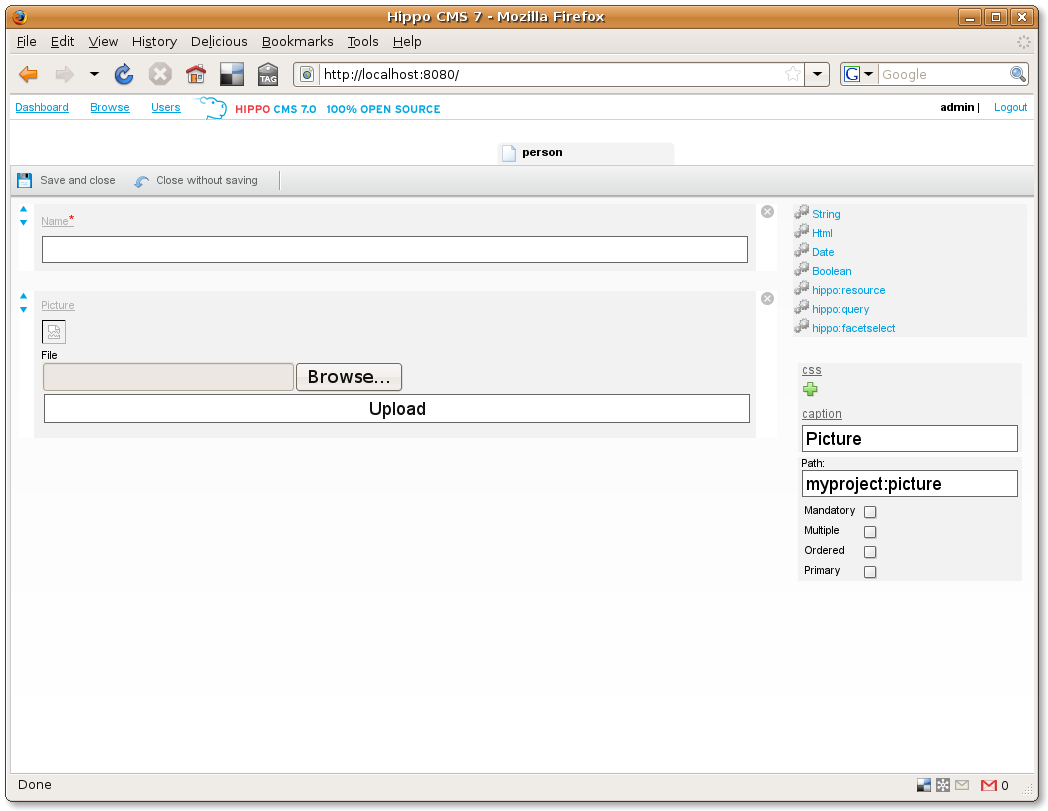 Hippo CMS 7 - Mozilla Firefox
File Edit View History Delicious Bookmarks Tools Help
TAG http://localhost:8080/ G Google
Dashboard Browse Users HIPPO CMS 7.0 100% OPEN SOURCE admin | Logout
person
Save and close Close without saving
Name*
Picture
File
Browse...
Upload
String
Html
Date
Boolean
hippo:resource
hippo:query
hippo:facetselect
css
caption
Picture
Path:
myproject:picture
Mandatory
Multiple
Ordered
Primary
Done 0